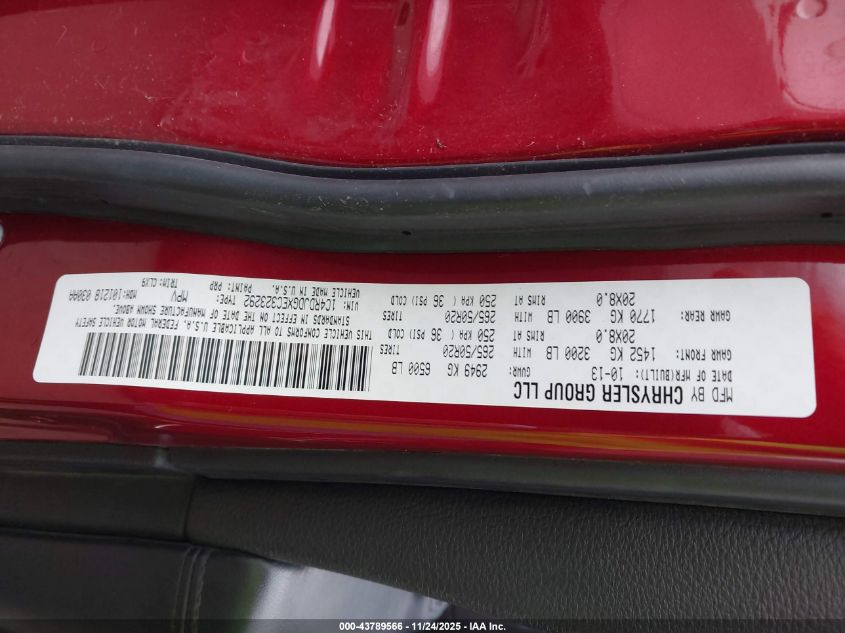 MFD BY CHRYSLER GROUP LLC
DATE OF MFR(BUILT): 10-13 GVWR: 2949 KG 6500 LB
GAWR FRONT: 1452 KG 3200 LB WITH 265/50R20 TIRES
20X8.0 RIMS AT 250 KPA ( 36 PSI) COLD
GAWR REAR: 1770 KG 3900 LB WITH 265/50R20 TIRES
20X8.0 RIMS AT 250 KPA ( 36 PSI) COLD
THIS VEHICLE CONFORMS TO ALL APPLICABLE U.S.A. FEDERAL MOTOR VEHICLE SAFETY
STANDARDS IN EFFECT ON THE DATE OF MANUFACTURE SHOWN ABOVE.
VIN: 1C4RDJDGXEC323292 TYPE: MPV MDH:101218 030AA
VEHICLE MADE IN U.S.A. PAINT: PRP TRIM: CLX9
000-43789566 - 11/24/2025 - IAA Inc.